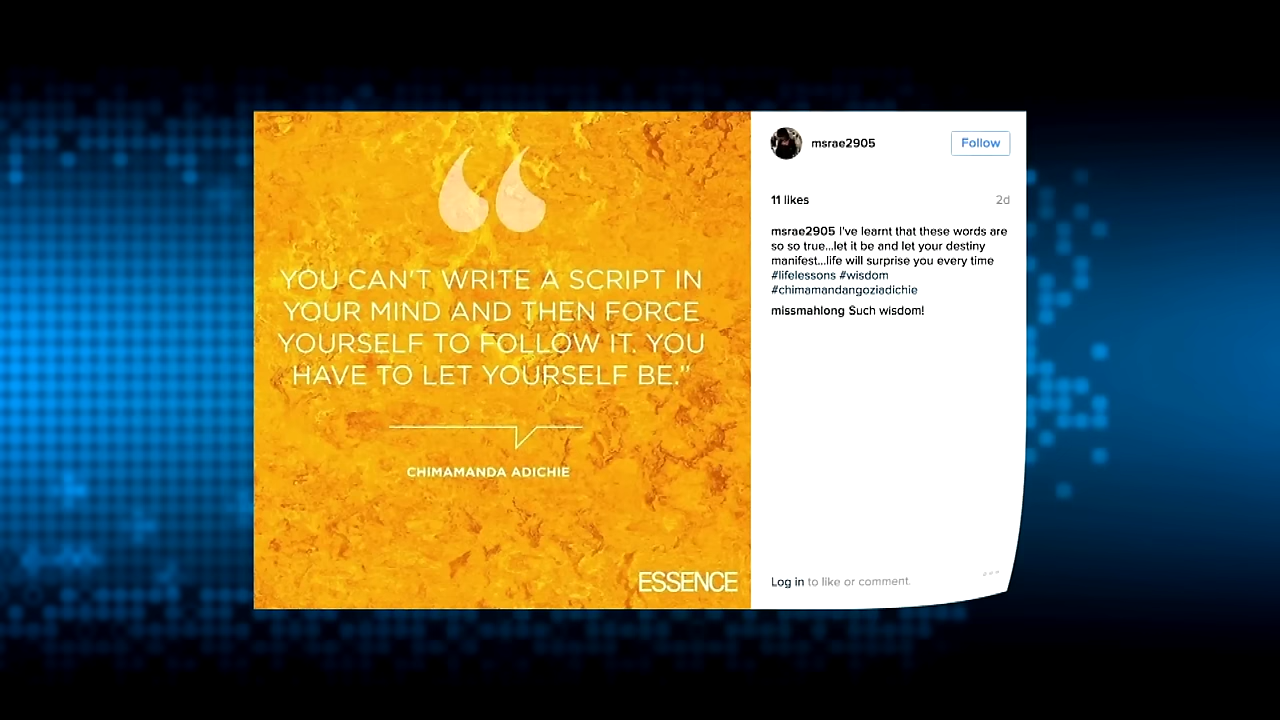 “
YOU CAN'T WRITE A SCRIPT IN
YOUR MIND AND THEN FORCE
YOURSELF TO FOLLOW IT. YOU
HAVE TO LET YOURSELF BE.”
CHIMAMANDA ADICHIE
ESSENCE
msrae2905
Follow
11 likes
2d
msrae2905 I've learnt that these words are
so so true...let it be and let your destiny
manifest...life will surprise you every time
#lifelessons #wisdom
#chimamandangoziadichie
missmahlong Such wisdom!
Log in to like or comment.